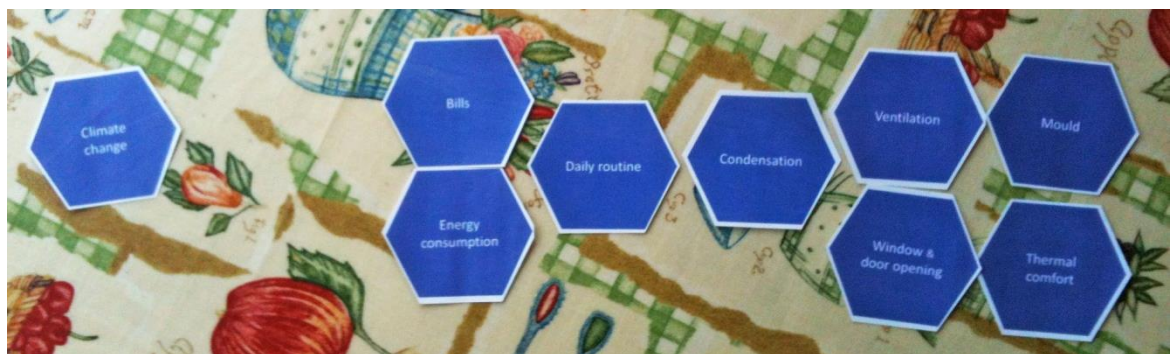 Climate
change
Bills
Energy
consumption
Daily routine
Condensation
Ventilation
Mould
Window &
door opening
Thermal
comfort